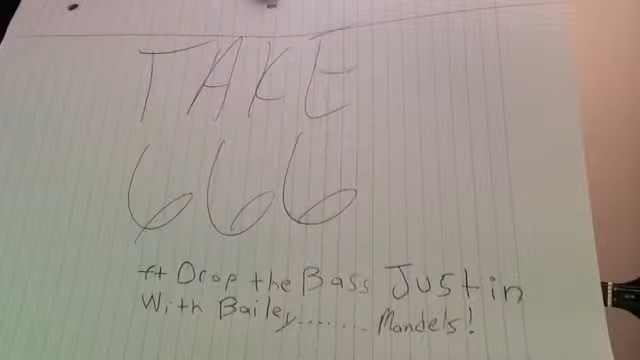 TAKE
666
ft Drop the Bass Justin
With Bailey........ Mandels!